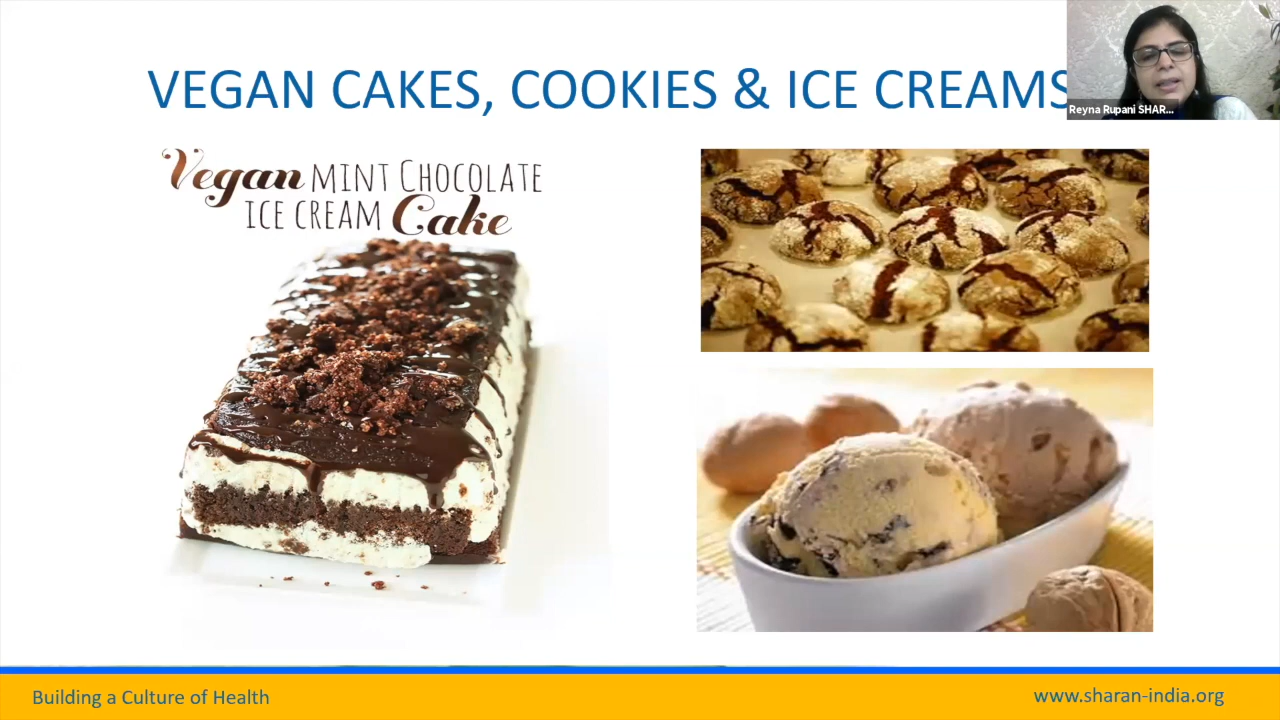 VEGAN CAKES, COOKIES & ICE CREAMS
Reyna Rupani SHAR...
Vegan MINT CHOCOLATE
ICE CREAM Cake
Building a Culture of Health
www.sharan-india.org